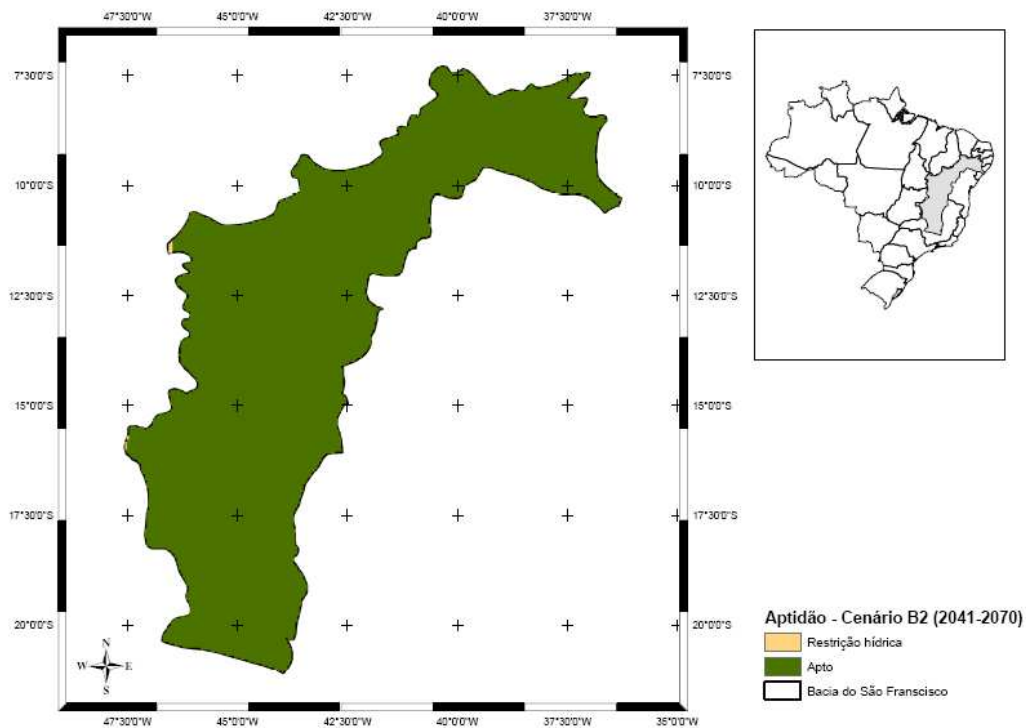 47°30'0"W 45°0'0"W 42°30'0"W 40°0'0"W 37°30'0"W 35°0'0"W
7°30'0"S 7°30'0"S
10°0'0"S 10°0'0"S
12°30'0"S 12°30'0"S
15°0'0"S 15°0'0"S
17°30'0"S 17°30'0"S
20°0'0"S 20°0'0"S
N
W E
S
47°30'0"W 45°0'0"W 42°30'0"W 40°0'0"W 37°30'0"W 35°0'0"W
Aptidão - Cenário B2 (2041-2070)
Restrição hídrica
Apto
Bacia do São Franscisco